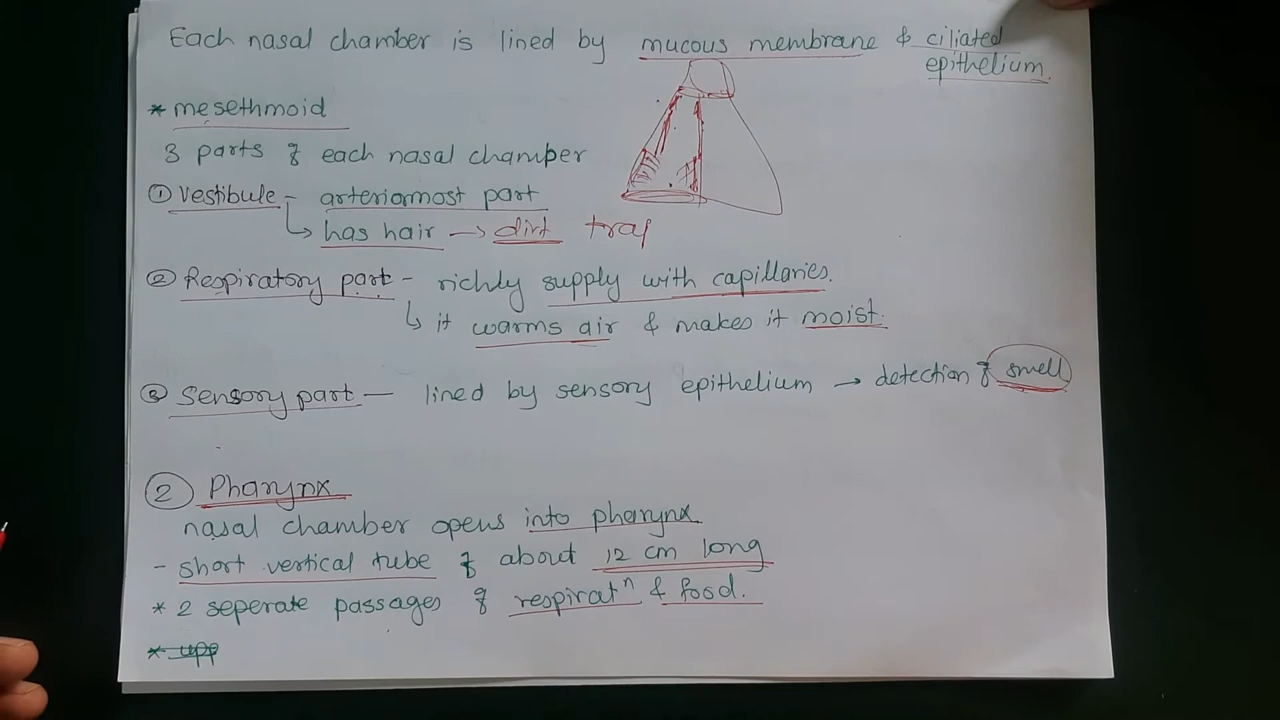 Each nasal chamber is lined by mucous membrane & ciliated
epithelium.
* mesethmoid
3 parts of each nasal chamber
① Vestibule - arteriormost part
↳ has hair → dirt trap
② Respiratory part - richly supply with capillaries.
↳ it warms air & makes it moist.
③ Sensory part — lined by sensory epithelium → detection of smell
② Pharynx
nasal chamber opens into pharynx
- short vertical tube of about 12 cm long
* 2 seperate passages of respiratⁿ & food.
* upp